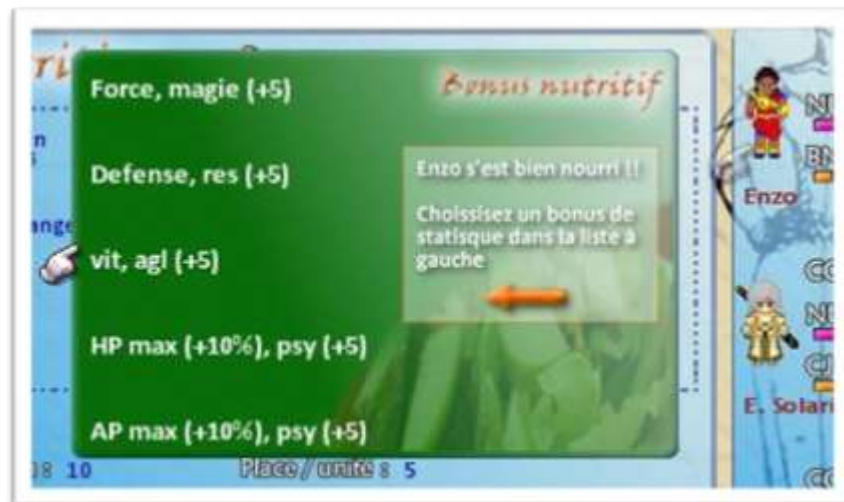 Bonus nutritif
Force, magie (+5)
Defense, res (+5)
vit, agl (+5)
HP max (+10%), psy (+5)
AP max (+10%), psy (+5)
Enzo s'est bien nourri !!
Choissisez un bonus de
statisque dans la liste à
gauche
10
Place / unité : 5
Enzo
E. Solari